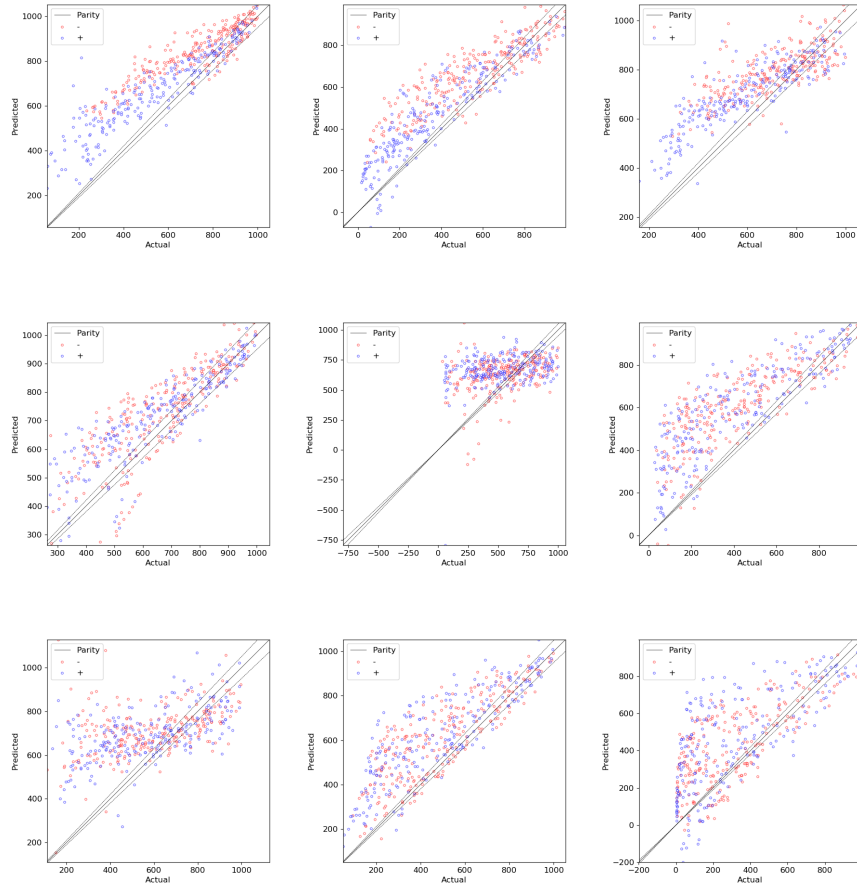 Parity
-
+
1000
800
600
400
200
Predicted
200 400 600 800 1000
Actual
Parity
-
+
800
600
400
200
0
Predicted
0 200 400 600 800
Actual
Parity
-
+
1000
800
600
400
200
Predicted
200 400 600 800 1000
Actual
Parity
-
+
1000
900
800
700
600
500
400
300
Predicted
300 400 500 600 700 800 900 1000
Actual
Parity
-
+
1000
750
500
250
0
−250
−500
−750
Predicted
−750 −500 −250 0 250 500 750 1000
Actual
Parity
-
+
800
600
400
200
0
Predicted
0 200 400 600 800
Actual
Parity
-
+
1000
800
600
400
200
Predicted
200 400 600 800 1000
Actual
Parity
-
+
1000
800
600
400
200
Predicted
200 400 600 800 1000
Actual
Parity
-
+
800
600
400
200
0
−200
Predicted
−200 0 200 400 600 800
Actual